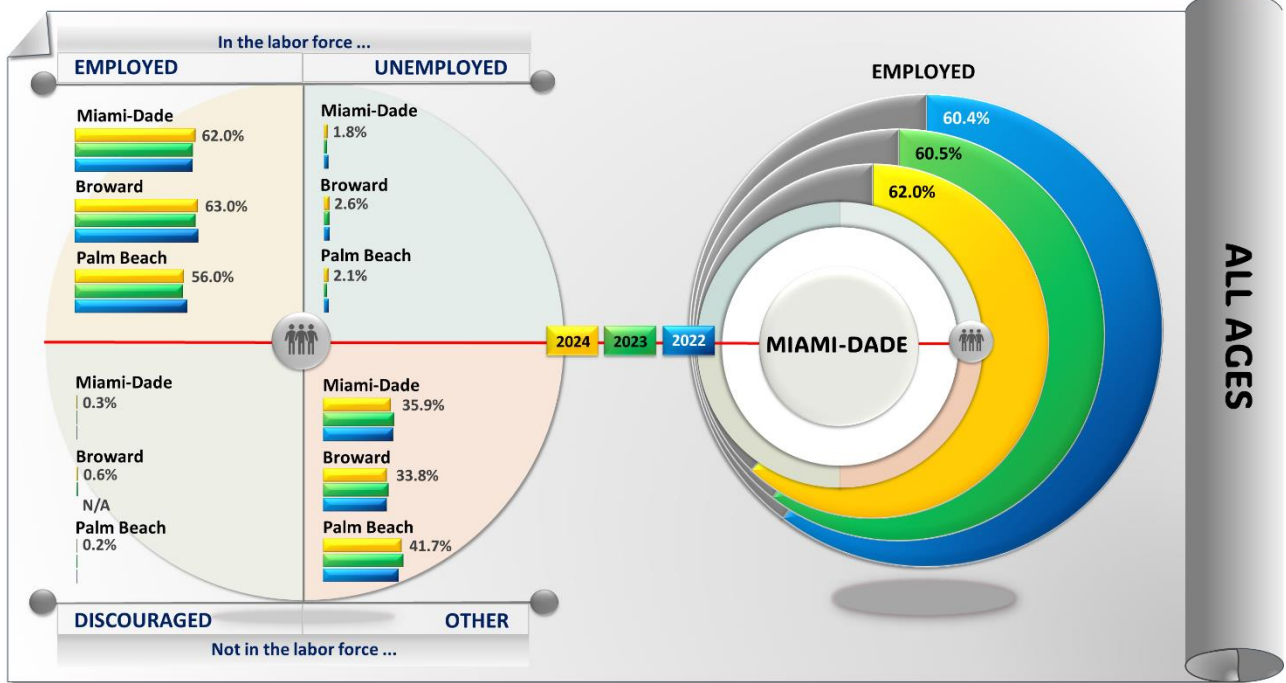 In the labor force ...
EMPLOYED UNEMPLOYED
Miami-Dade
62.0%
Broward
63.0%
Palm Beach
56.0%
Miami-Dade
1.8%
Broward
2.6%
Palm Beach
2.1%
Miami-Dade
0.3%
Broward
0.6%
N/A
Palm Beach
0.2%
Miami-Dade
35.9%
Broward
33.8%
Palm Beach
41.7%
DISCOURAGED OTHER
Not in the labor force ...
2024 2023 2022
EMPLOYED
60.4%
60.5%
62.0%
MIAMI-DADE
ALL AGES